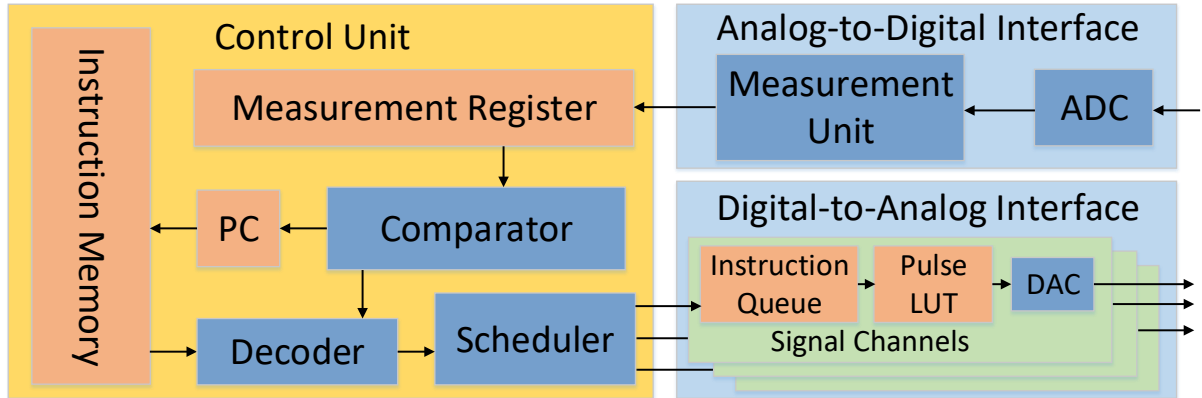 Control Unit
Instruction Memory
Measurement Register
PC
Comparator
Decoder
Scheduler
Analog-to-Digital Interface
Measurement
Unit
ADC
Digital-to-Analog Interface
Instruction
Queue
Pulse
LUT
DAC
Signal Channels